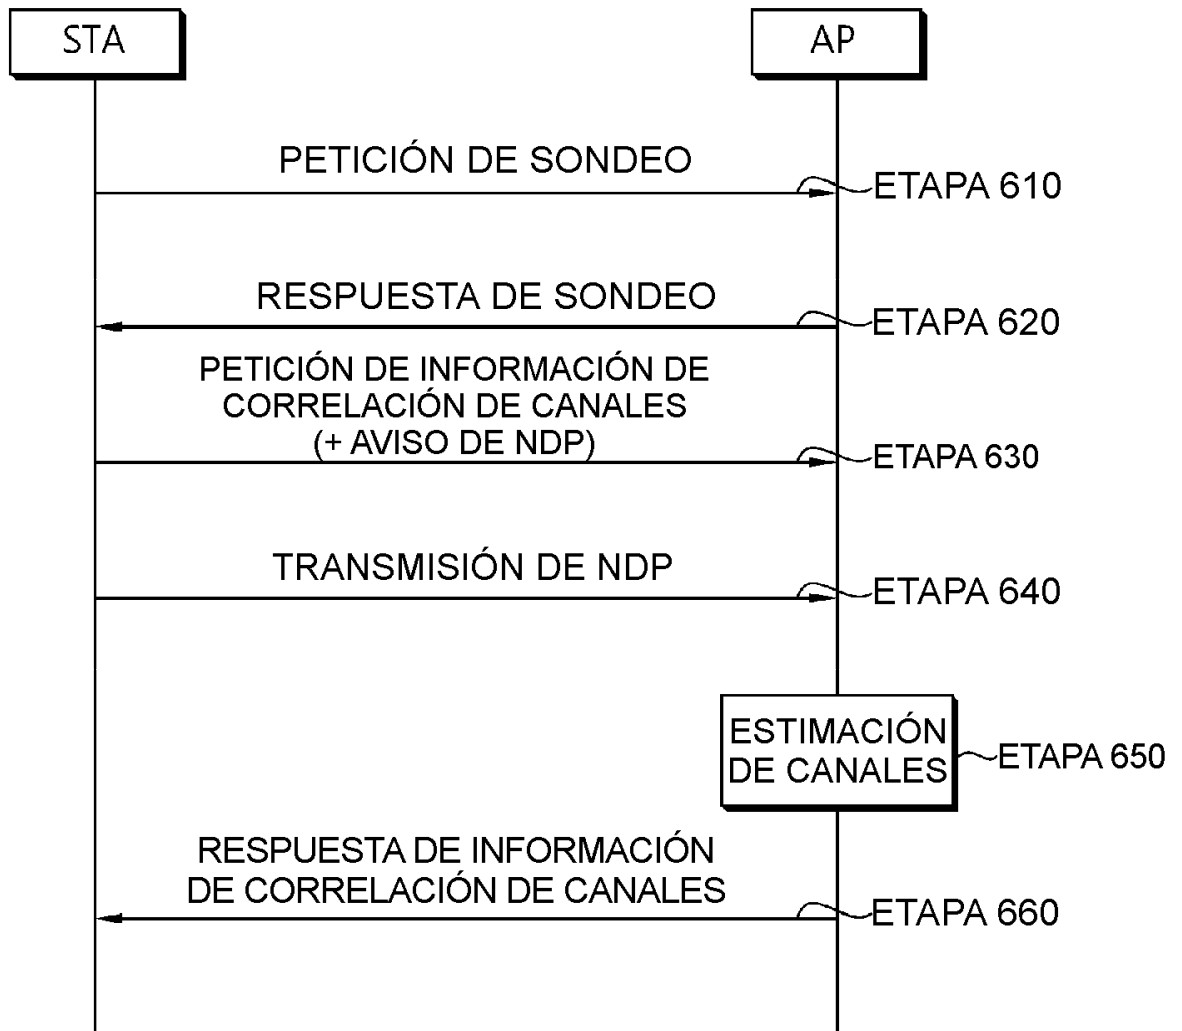 STA
AP
PETICIÓN DE SONDEO
ETAPA 610
RESPUESTA DE SONDEO
ETAPA 620
PETICIÓN DE INFORMACIÓN DE
CORRELACIÓN DE CANALES
(+ AVISO DE NDP)
ETAPA 630
TRANSMISIÓN DE NDP
ETAPA 640
ESTIMACIÓN
DE CANALES
ETAPA 650
RESPUESTA DE INFORMACIÓN
DE CORRELACIÓN DE CANALES
ETAPA 660